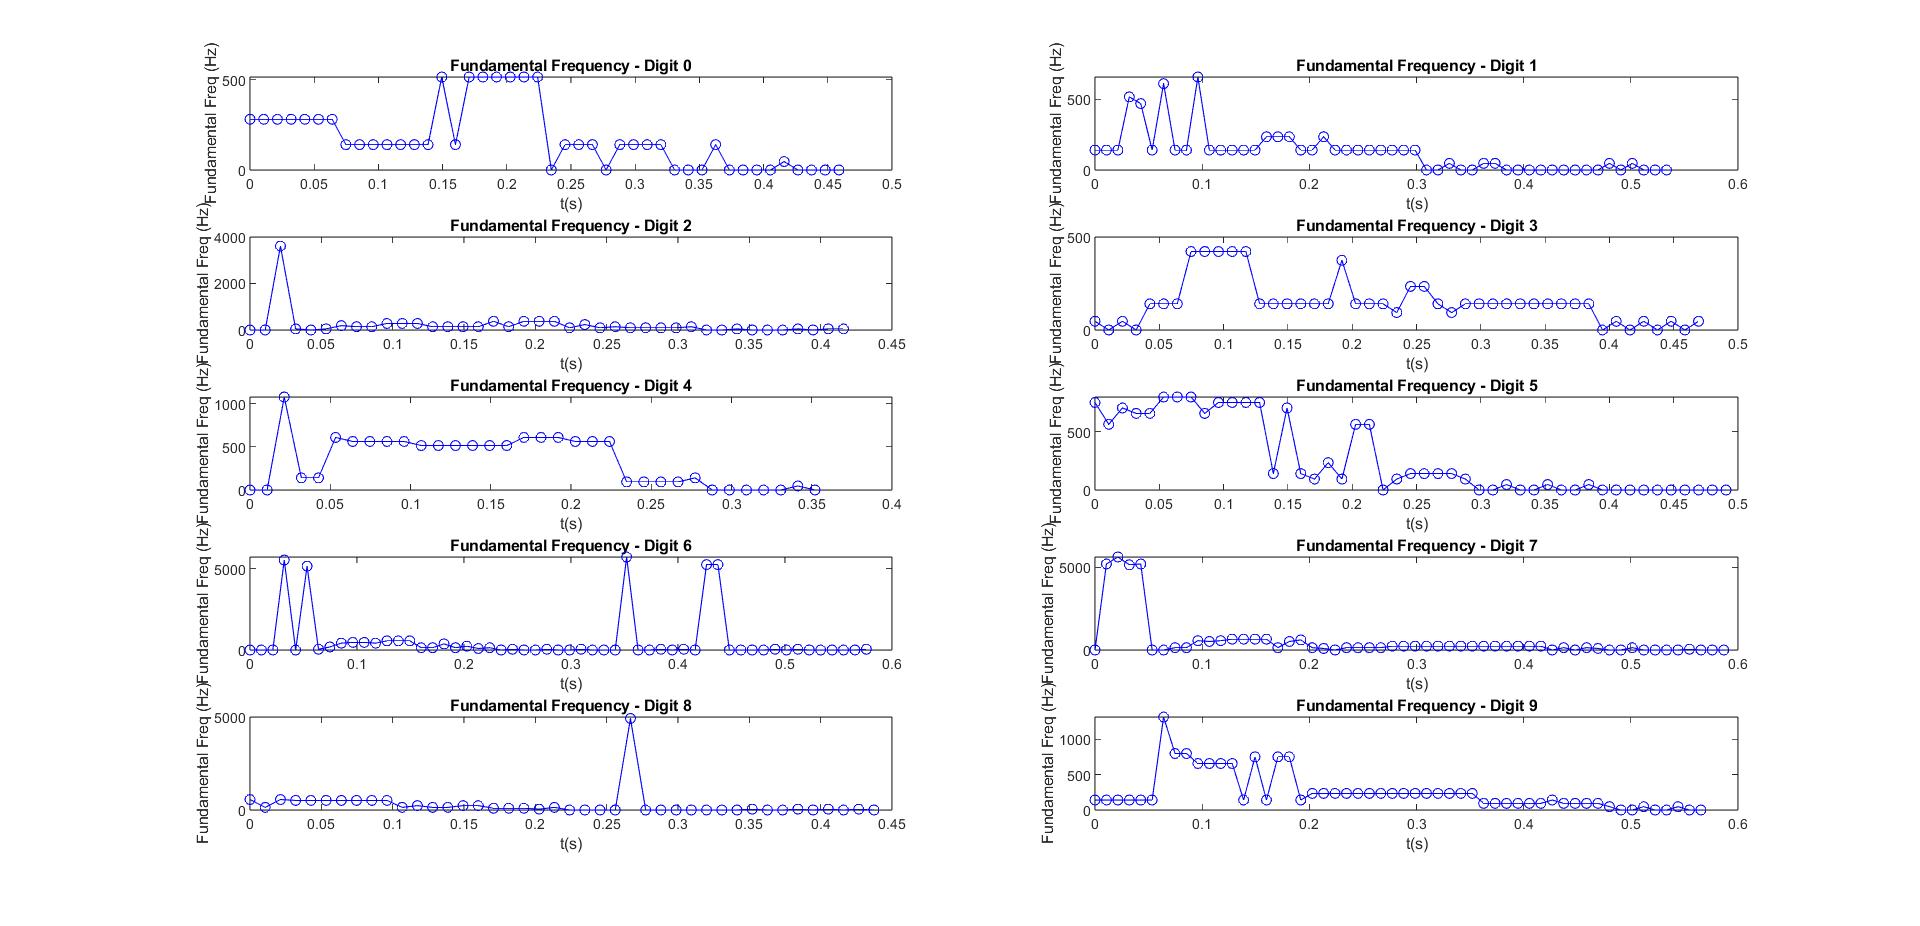 Fundamental Frequency - Digit 0
Fundamental Freq (Hz)
500
0
0 0.05 0.1 0.15 0.2 0.25 0.3 0.35 0.4 0.45 0.5
t(s)
Fundamental Frequency - Digit 1
Fundamental Freq (Hz)
500
0
0 0.1 0.2 0.3 0.4 0.5 0.6
t(s)
Fundamental Frequency - Digit 2
Fundamental Freq (Hz)
4000
2000
0
0 0.05 0.1 0.15 0.2 0.25 0.3 0.35 0.4 0.45
t(s)
Fundamental Frequency - Digit 3
Fundamental Freq (Hz)
500
0
0 0.05 0.1 0.15 0.2 0.25 0.3 0.35 0.4 0.45 0.5
t(s)
Fundamental Frequency - Digit 4
Fundamental Freq (Hz)
1000
500
0
0 0.05 0.1 0.15 0.2 0.25 0.3 0.35 0.4
t(s)
Fundamental Frequency - Digit 5
Fundamental Freq (Hz)
500
0
0 0.05 0.1 0.15 0.2 0.25 0.3 0.35 0.4 0.45 0.5
t(s)
Fundamental Frequency - Digit 6
Fundamental Freq (Hz)
5000
0
0 0.1 0.2 0.3 0.4 0.5 0.6
t(s)
Fundamental Frequency - Digit 7
Fundamental Freq (Hz)
5000
0
0 0.1 0.2 0.3 0.4 0.5 0.6
t(s)
Fundamental Frequency - Digit 8
Fundamental Freq (Hz)
5000
0
0 0.05 0.1 0.15 0.2 0.25 0.3 0.35 0.4 0.45
t(s)
Fundamental Frequency - Digit 9
Fundamental Freq (Hz)
1000
500
0
0 0.1 0.2 0.3 0.4 0.5 0.6
t(s)